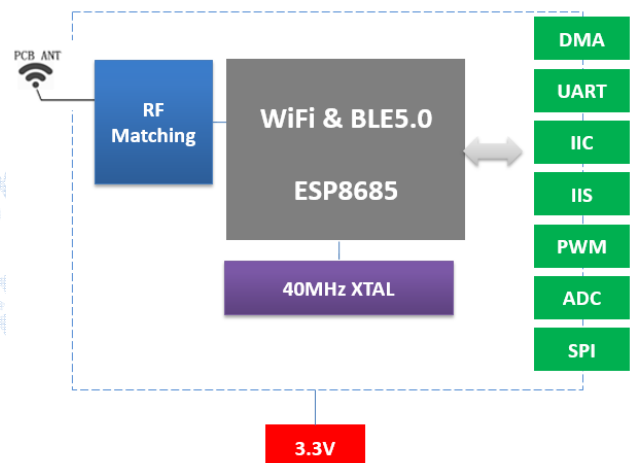 PCB ANT
RF
Matching
WiFi & BLE5.0
ESP8685
40MHz XTAL
DMA
UART
IIC
IIS
PWM
ADC
SPI
3.3V